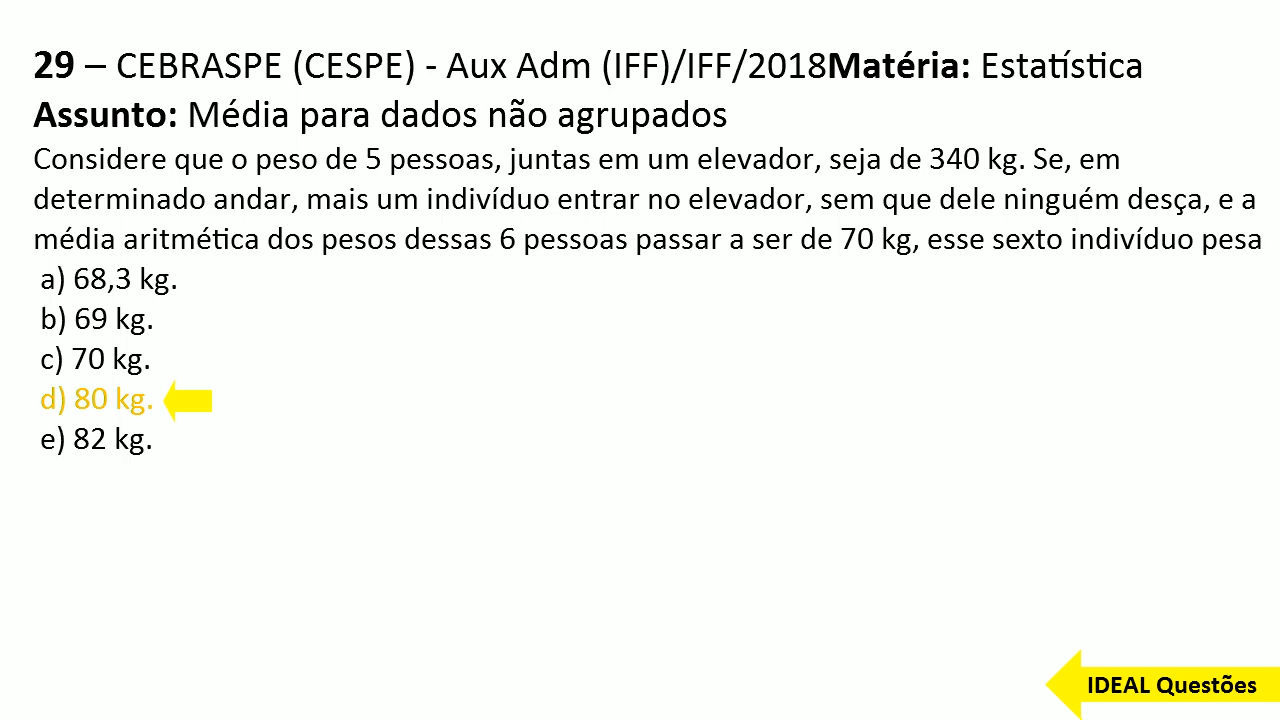 29 – CEBRASPE (CESPE) - Aux Adm (IFF)/IFF/2018Matéria: Estatística
Assunto: Média para dados não agrupados
Considere que o peso de 5 pessoas, juntas em um elevador, seja de 340 kg. Se, em
determinado andar, mais um indivíduo entrar no elevador, sem que dele ninguém desça, e a
média aritmética dos pesos dessas 6 pessoas passar a ser de 70 kg, esse sexto indivíduo pesa
a) 68,3 kg.
b) 69 kg.
c) 70 kg.
d) 80 kg.
e) 82 kg.
IDEAL Questões